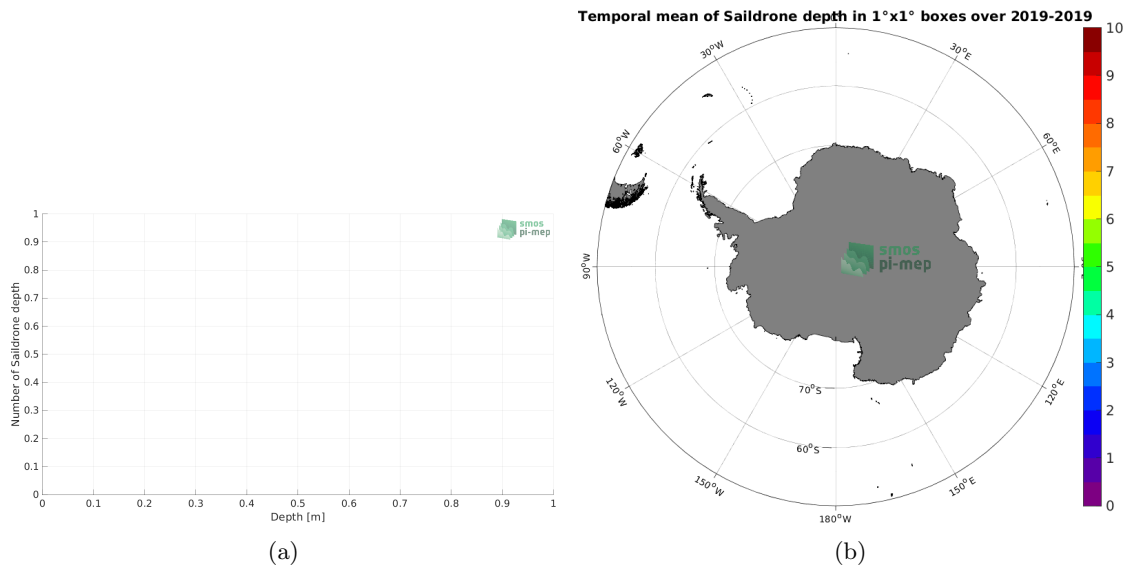 Temporal mean of Saildrone depth in 1°x1° boxes over 2019-2019
30°W
30°E
60°W
60°E
90°W
120°W
120°E
150°W
150°E
180°W
70°S
60°S
smos
pi-mep
10
9
8
7
6
5
4
3
2
1
0
smos
pi-mep
1
0.9
0.8
0.7
0.6
0.5
0.4
0.3
0.2
0.1
0
Number of Saildrone depth
0 0.1 0.2 0.3 0.4 0.5 0.6 0.7 0.8 0.9 1
Depth [m]
(a)
(b)